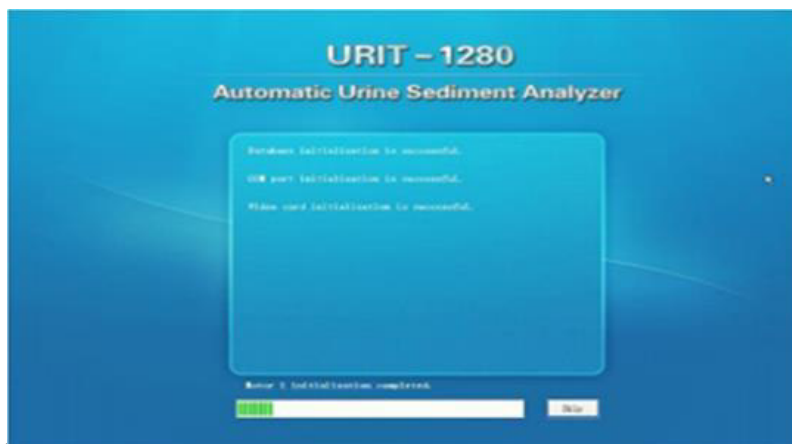 URIT – 1280
Automatic Urine Sediment Analyzer
Database initialization is successful.
COM port initialization is successful.
Video card initialization is successful.
Motor initialization completed.
Skip